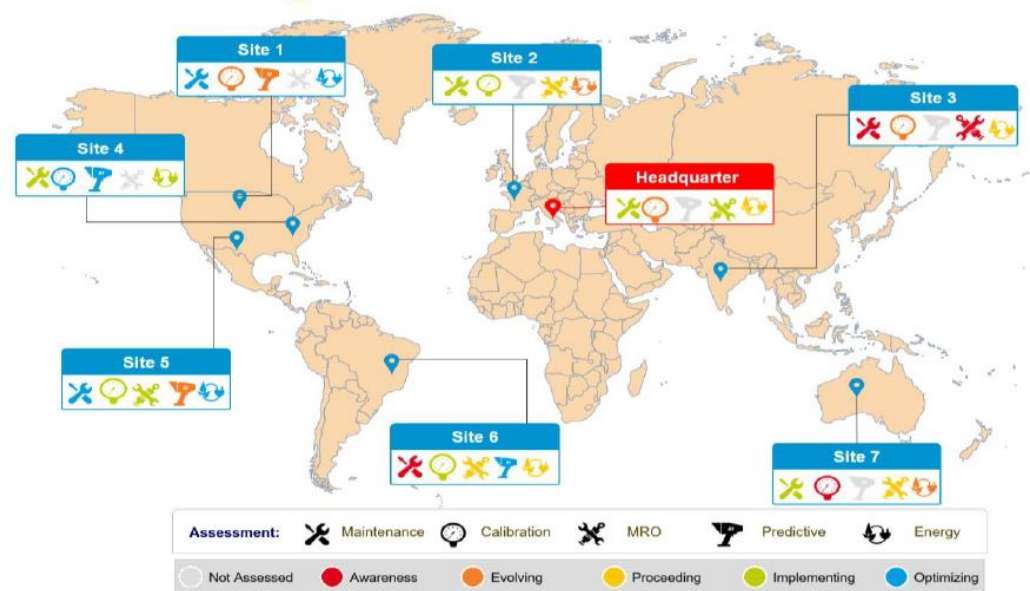 Site 1
Site 2
Site 3
Site 4
Headquarter
Site 5
Site 6
Site 7
Assessment: Maintenance Calibration MRO Predictive Energy
Not Assessed Awareness Evolving Proceeding Implementing Optimizing